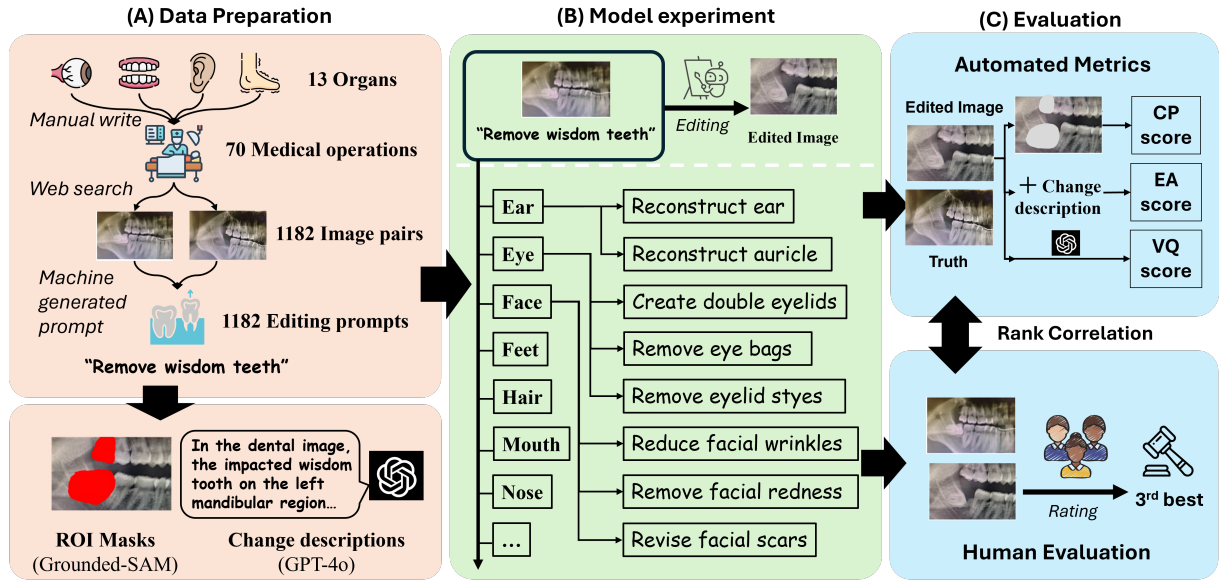 (A) Data Preparation
13 Organs
Manual write
70 Medical operations
Web search
1182 Image pairs
Machine
generated
prompt
1182 Editing prompts
“Remove wisdom teeth”
In the dental image,
the impacted wisdom
tooth on the left
mandibular region…
ROI Masks
(Grounded-SAM)
Change descriptions
(GPT-4o)
(B) Model experiment
“Remove wisdom teeth”
Editing
Edited Image
Ear
Eye
Face
Feet
Hair
Mouth
Nose
…
Reconstruct ear
Reconstruct auricle
Create double eyelids
Remove eye bags
Remove eyelid styes
Reduce facial wrinkles
Remove facial redness
Revise facial scars
(C) Evaluation
Automated Metrics
Edited Image
Truth
+ Change
description
CP
score
EA
score
VQ
score
Rank Correlation
Rating
3rd best
Human Evaluation